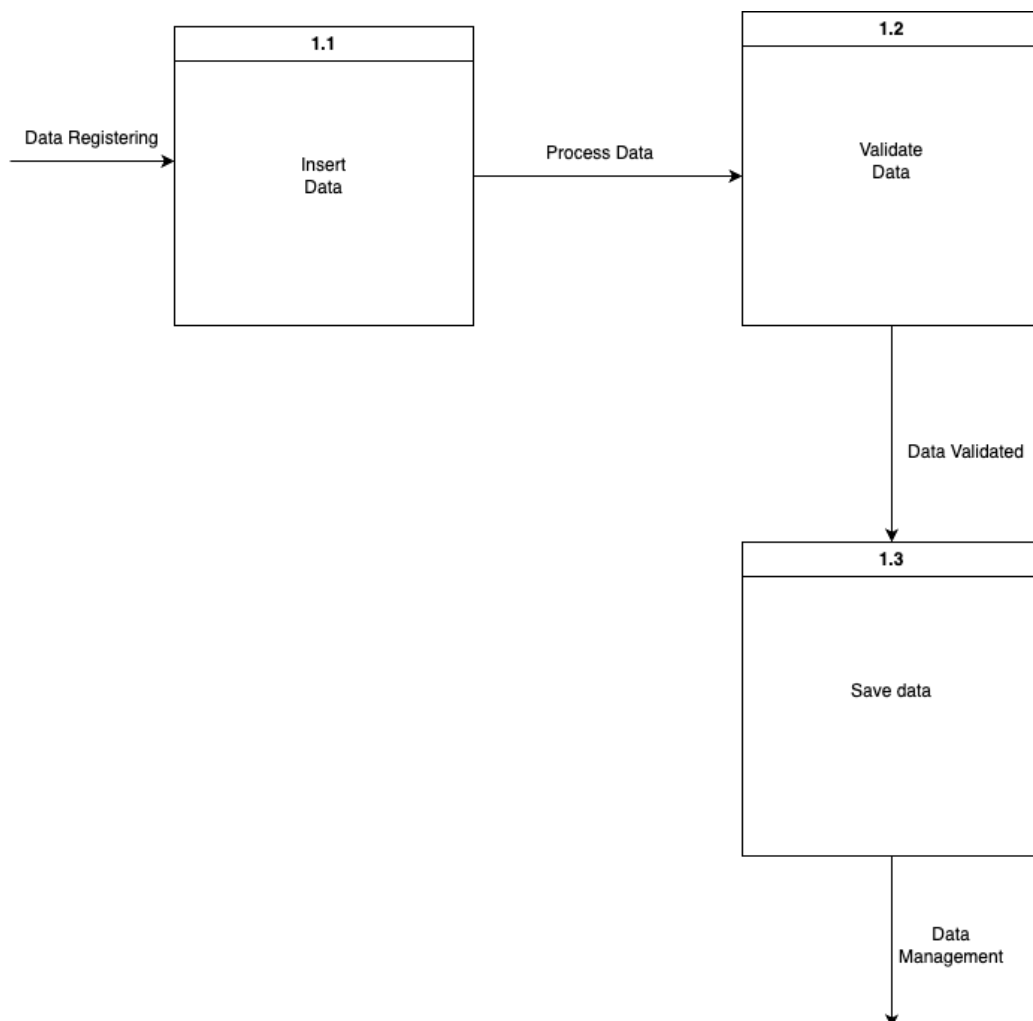 1.1
1.2
Data Registering
Insert
Data
Process Data
Validate
Data
Data Validated
1.3
Save data
Data
Management